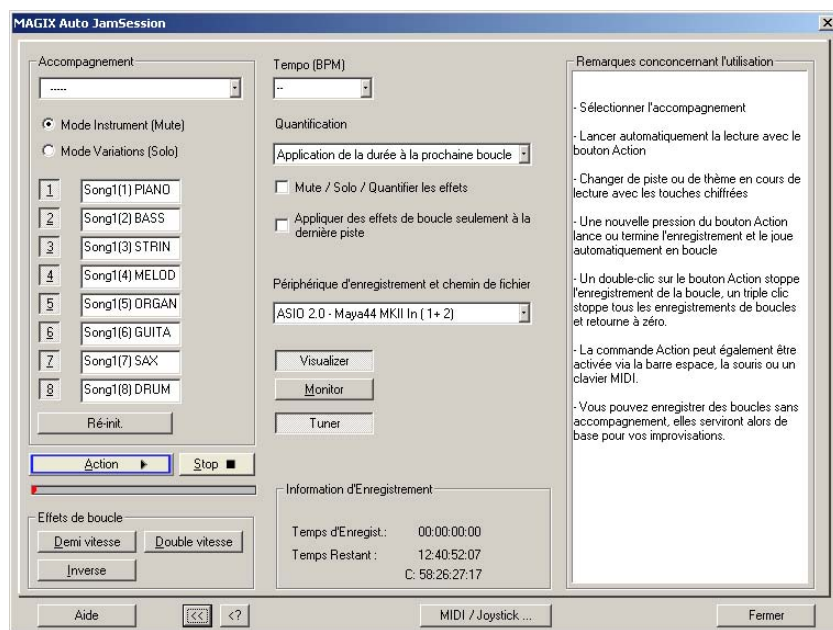 MAGIX Auto JamSession
Accompagnement
-----
Mode Instrument (Mute)
Mode Variations (Solo)
1 Song1(1) PIANO
2 Song1(2) BASS
3 Song1(3) STRIN
4 Song1(4) MELOD
5 Song1(5) ORGAN
6 Song1(6) GUITA
7 Song1(7) SAX
8 Song1(8) DRUM
Ré-init.
Action
Stop
Effets de boucle
Demi vitesse Double vitesse
Inverse
Tempo (BPM)
--
Quantification
Application de la durée à la prochaine boucle
Mute / Solo / Quantifier les effets
Appliquer des effets de boucle seulement à la
dernière piste
Périphérique d'enregistrement et chemin de fichier
ASIO 2.0 - Maya44 MKII In ( 1+ 2)
Visualizer
Monitor
Tuner
Information d'Enregistrement
Temps d'Enregist.: 00:00:00:00
Temps Restant : 12:40:52:07
C: 58:26:27:17
Remarques conconcernant l'utilisation
- Sélectionner l'accompagnement
- Lancer automatiquement la lecture avec le
bouton Action
- Changer de piste ou de thème en cours de
lecture avec les touches chiffrées
- Une nouvelle pression du bouton Action
lance ou termine l'enregistrement et le joue
automatiquement en boucle
- Un double-clic sur le bouton Action stoppe
l'enregistrement de la boucle, un triple clic
stoppe tous les enregistrements de boucles
et retourne à zéro.
- La commande Action peut également être
activée via la barre espace, la souris ou un
clavier MIDI.
- Vous pouvez enregistrer des boucles sans
accompagnement, elles serviront alors de
base pour vos improvisations.
Aide << <? MIDI / Joystick ... Fermer